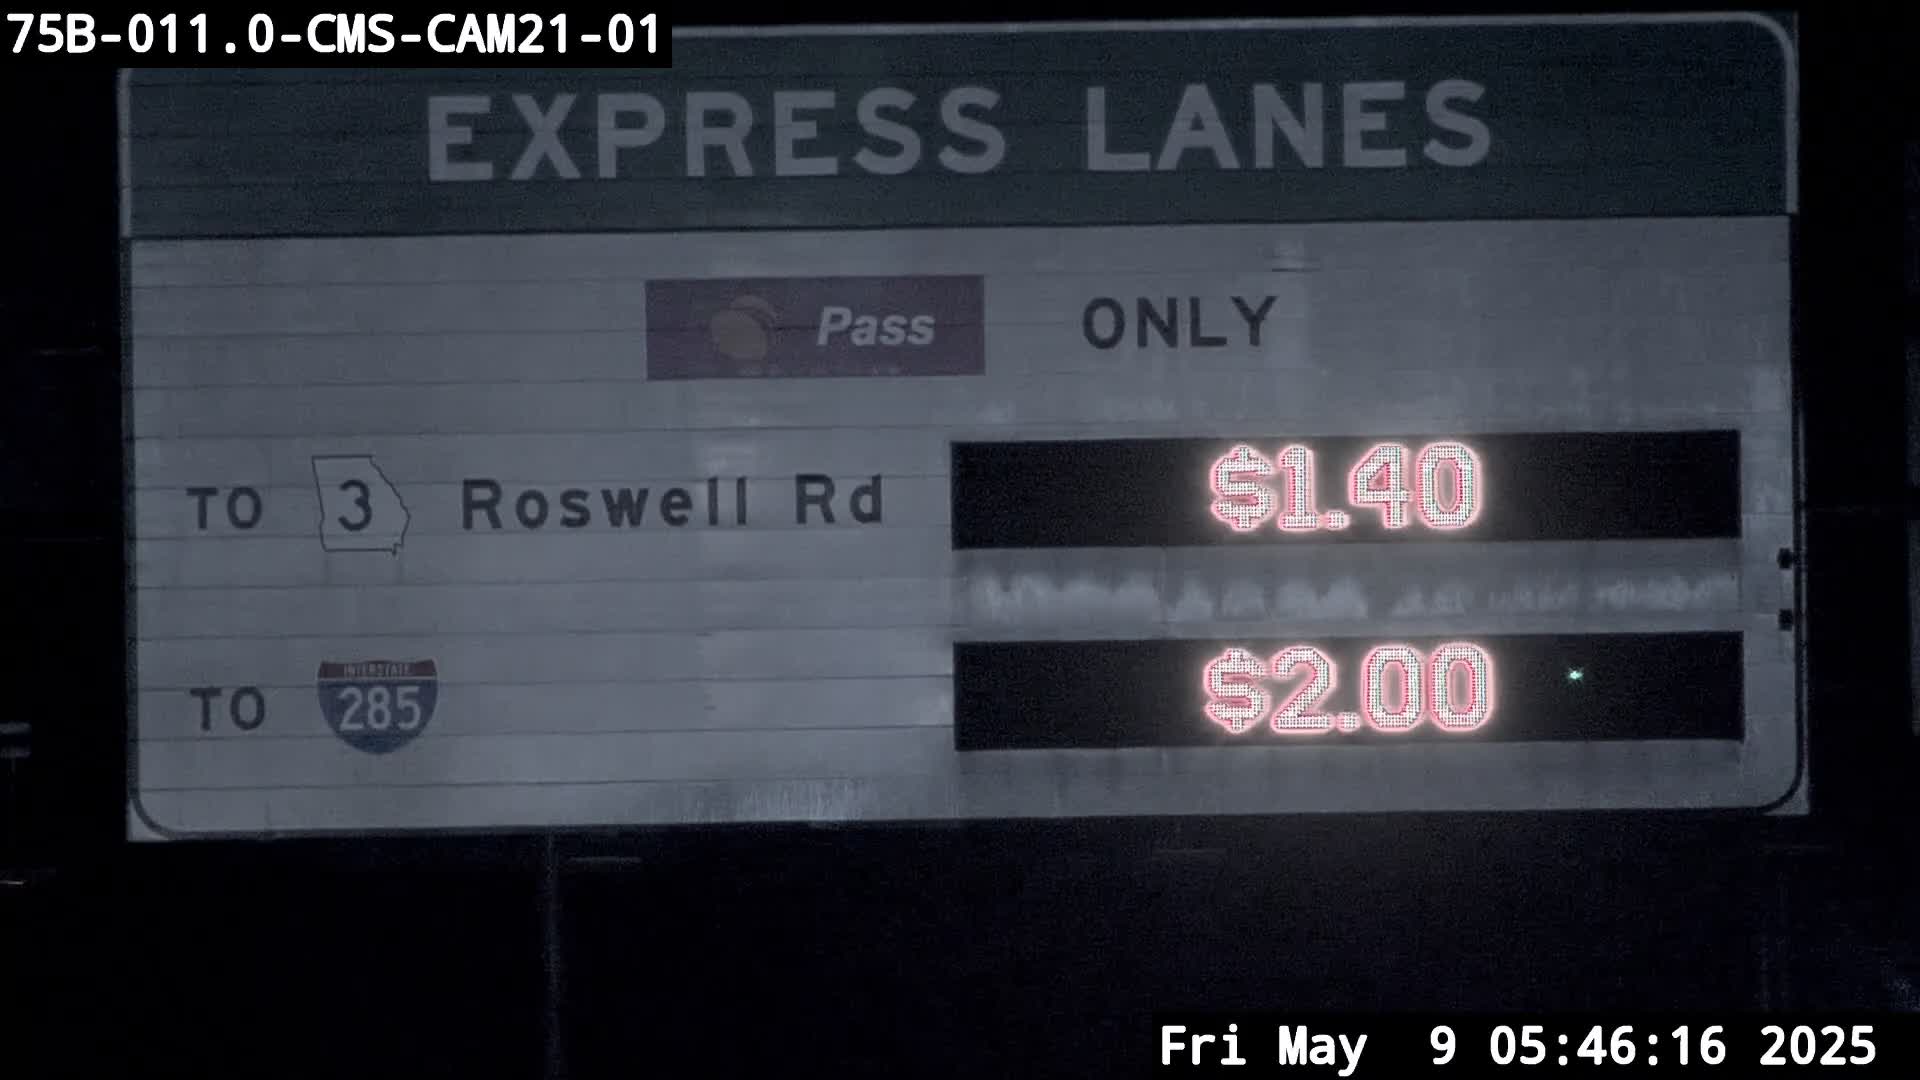 75B-011.0-CMS-CAM21-01
EXPRESS LANES
Pass ONLY
TO 3 Roswell Rd $1.40
INTERSTATE
TO 285 $2.00
Fri May 9 05:46:16 2025